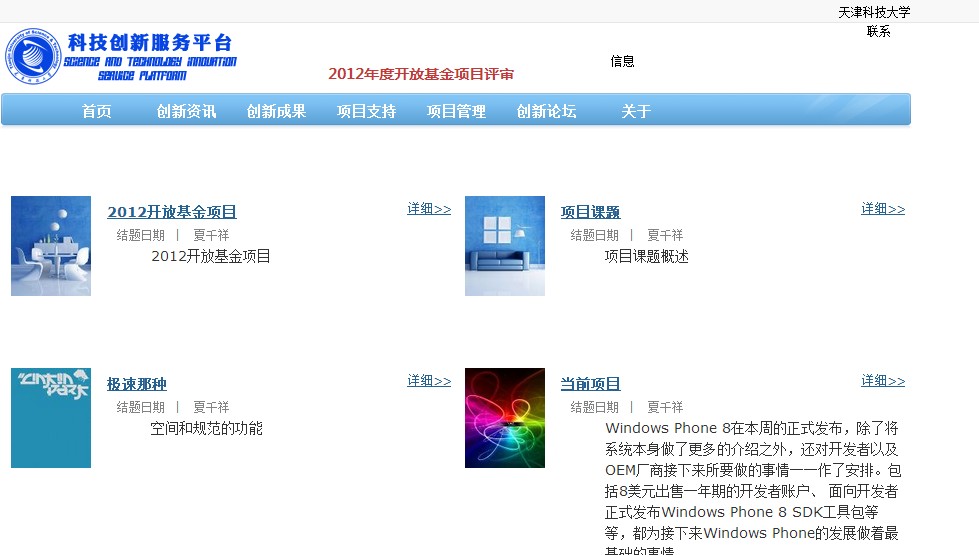 天津科技大学
联系
科技创新服务平台
SCIENCE AND TECHNOLOGY INNOVATION
SERVICE PLATFORM
2012年度开放基金项目评审
信息
首页 创新资讯 创新成果 项目支持 项目管理 创新论坛 关于
2012开放基金项目 详细>>
结题日期 | 夏千祥
2012开放基金项目
项目课题 详细>>
结题日期 | 夏千祥
项目课题概述
极速那种 详细>>
结题日期 | 夏千祥
空间和规范的功能
当前项目 详细>>
结题日期 | 夏千祥
Windows Phone 8在本周的正式发布，除了将
系统本身做了更多的介绍之外，还对开发者以及
OEM厂商接下来所要做的事情一一作了安排。包
括8美元出售一年期的开发者账户、 面向开发者
正式发布Windows Phone 8 SDK工具包等
等，都为接下来Windows Phone的发展做着最
基础的事情